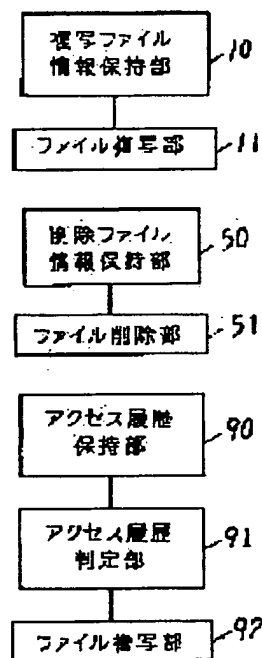 複写ファイル
情報保持部
10
ファイル複写部
11
削除ファイル
情報保持部
50
ファイル削除部
51
アクセス履歴
保持部
90
アクセス履歴
判定部
91
ファイル複写部
92